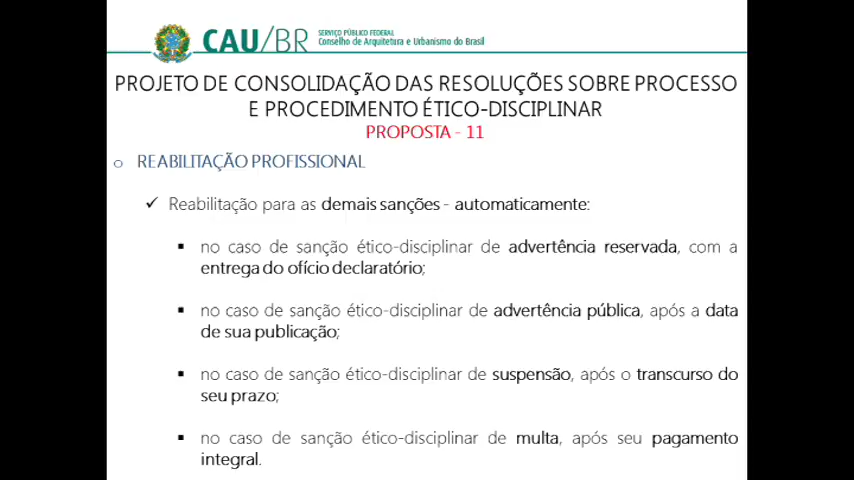 CAU/BR
SERVIÇO PÚBLICO FEDERAL
Conselho de Arquitetura e Urbanismo do Brasil
PROJETO DE CONSOLIDAÇÃO DAS RESOLUÇÕES SOBRE PROCESSO
E PROCEDIMENTO ÉTICO-DISCIPLINAR
PROPOSTA - 11
o REABILITAÇÃO PROFISSIONAL
✓ Reabilitação para as demais sanções - automaticamente:
▪ no caso de sanção ético-disciplinar de advertência reservada, com a
entrega do ofício declaratório;
▪ no caso de sanção ético-disciplinar de advertência pública, após a data
de sua publicação;
▪ no caso de sanção ético-disciplinar de suspensão, após o transcurso do
seu prazo;
▪ no caso de sanção ético-disciplinar de multa, após seu pagamento
integral.